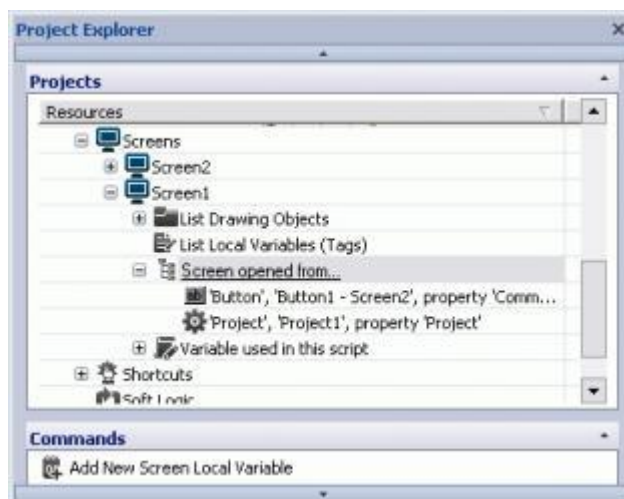 Project Explorer
Projects
Resources
Screens
Screen2
Screen1
List Drawing Objects
List Local Variables (Tags)
Screen opened from...
'Button', 'Button1 - Screen2', property 'Comm...
'Project', 'Project1', property 'Project'
Variable used in this script
Shortcuts
Soft Logic
Commands
Add New Screen Local Variable